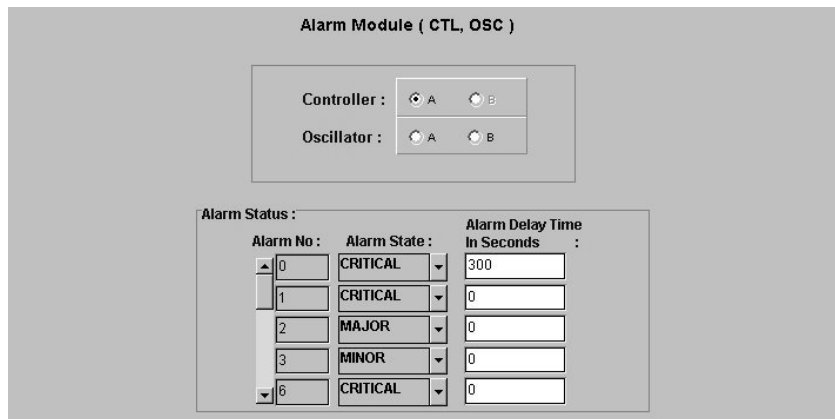 Alarm Module ( CTL, OSC )
Controller : A B
Oscillator : A B
Alarm Status :
Alarm No : Alarm State : Alarm Delay Time In Seconds :
0 CRITICAL 300
1 CRITICAL 0
2 MAJOR 0
3 MINOR 0
6 CRITICAL 0